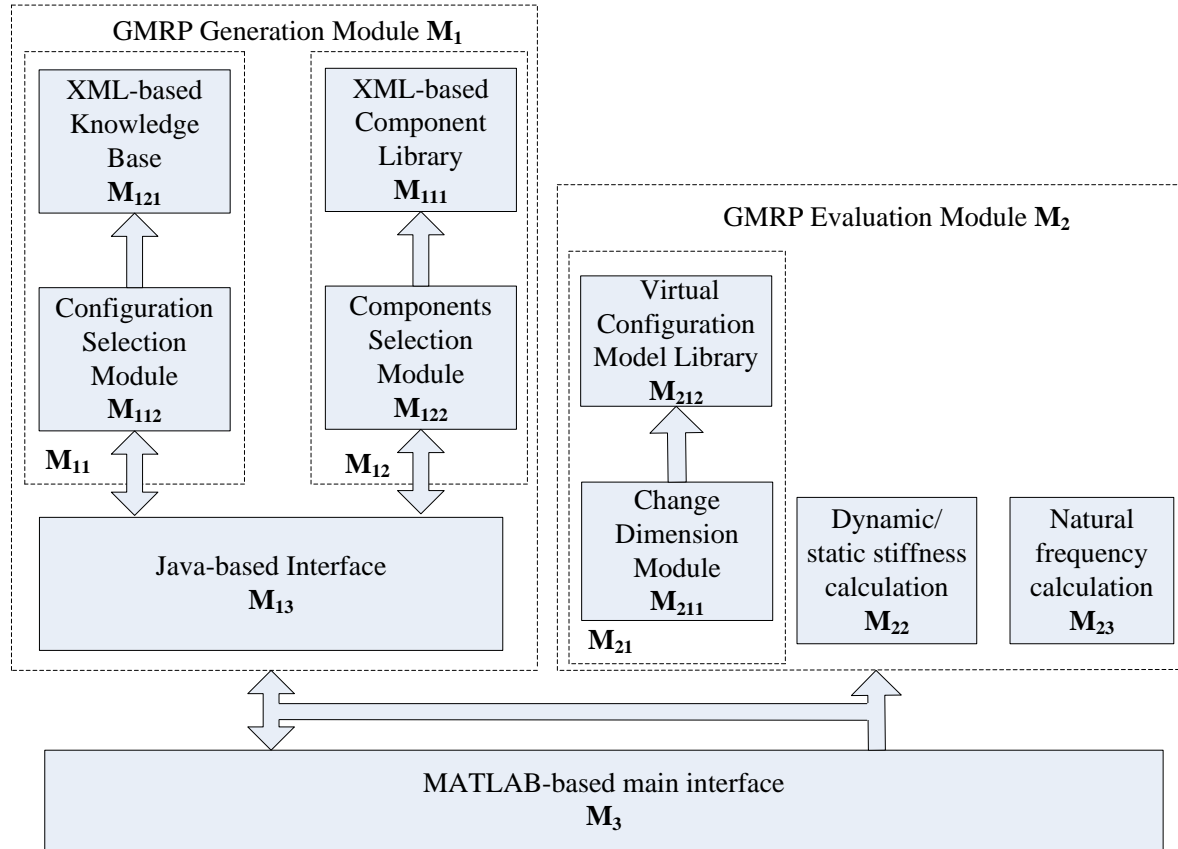 GMRP Generation Module M₁
XML-based
Knowledge
Base
M₁₂₁
XML-based
Component
Library
M₁₁₁
Configuration
Selection
Module
M₁₁₂
Components
Selection
Module
M₁₂₂
M₁₁
M₁₂
Java-based Interface
M₁₃
GMRP Evaluation Module M₂
Virtual
Configuration
Model Library
M₂₁₂
Change
Dimension
Module
M₂₁₁
M₂₁
Dynamic/
static stiffness
calculation
M₂₂
Natural
frequency
calculation
M₂₃
MATLAB-based main interface
M₃